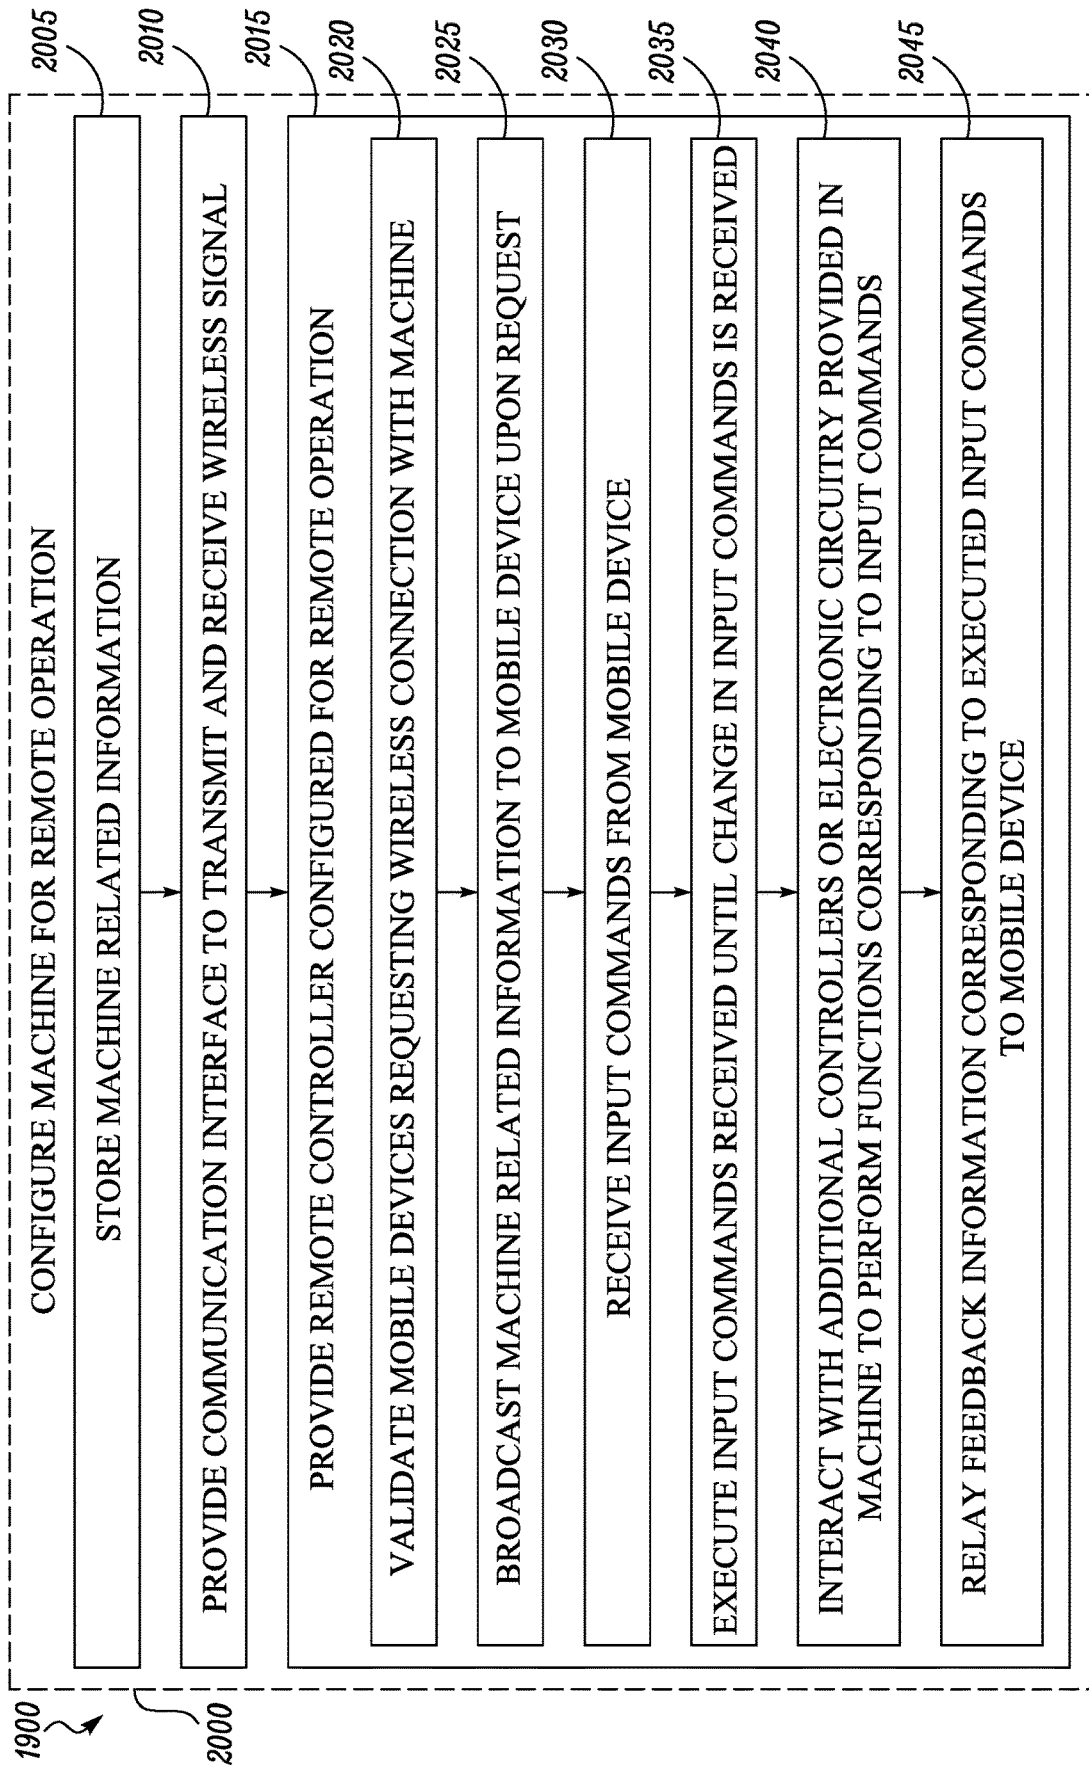 1900
2000
CONFIGURE MACHINE FOR REMOTE OPERATION
STORE MACHINE RELATED INFORMATION
2005
PROVIDE COMMUNICATION INTERFACE TO TRANSMIT AND RECEIVE WIRELESS SIGNAL
2010
PROVIDE REMOTE CONTROLLER CONFIGURED FOR REMOTE OPERATION
2015
VALIDATE MOBILE DEVICES REQUESTING WIRELESS CONNECTION WITH MACHINE
2020
BROADCAST MACHINE RELATED INFORMATION TO MOBILE DEVICE UPON REQUEST
2025
RECEIVE INPUT COMMANDS FROM MOBILE DEVICE
2030
EXECUTE INPUT COMMANDS RECEIVED UNTIL CHANGE IN INPUT COMMANDS IS RECEIVED
2035
INTERACT WITH ADDITIONAL CONTROLLERS OR ELECTRONIC CIRCUITRY PROVIDED IN
MACHINE TO PERFORM FUNCTIONS CORRESPONDING TO INPUT COMMANDS
2040
RELAY FEEDBACK INFORMATION CORRESPONDING TO EXECUTED INPUT COMMANDS
TO MOBILE DEVICE
2045